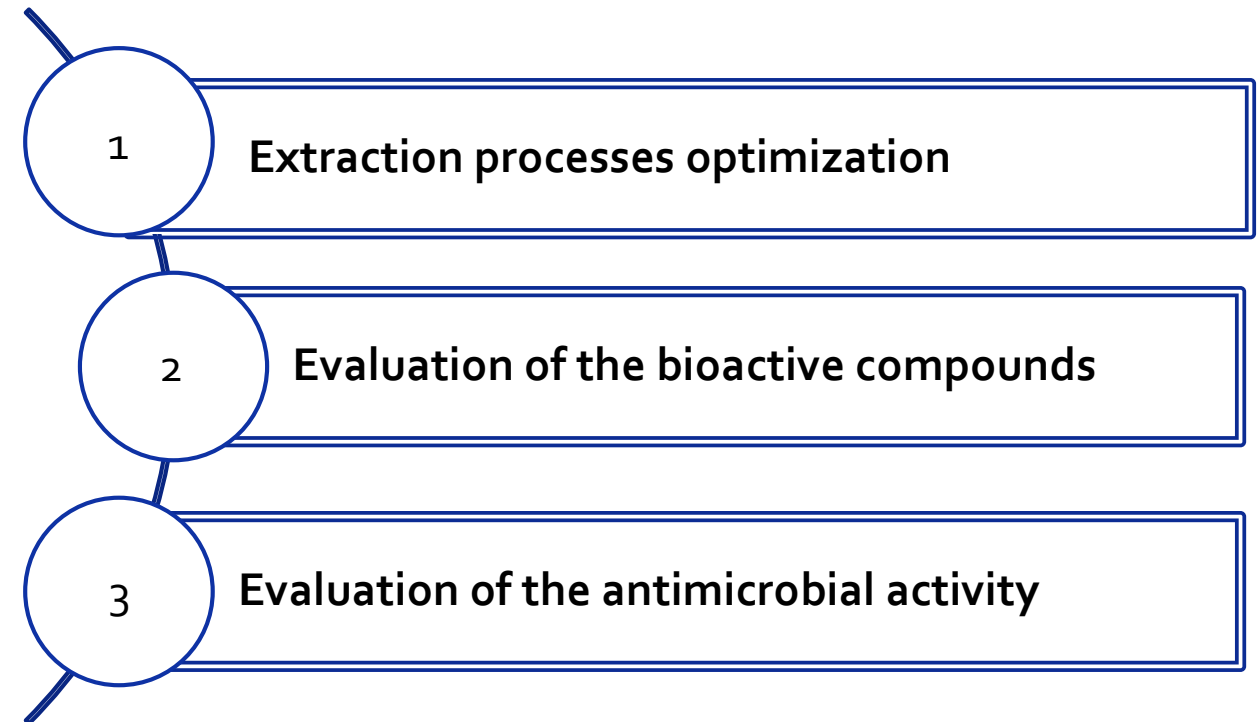 1
Extraction processes optimization
2
Evaluation of the bioactive compounds
3
Evaluation of the antimicrobial activity